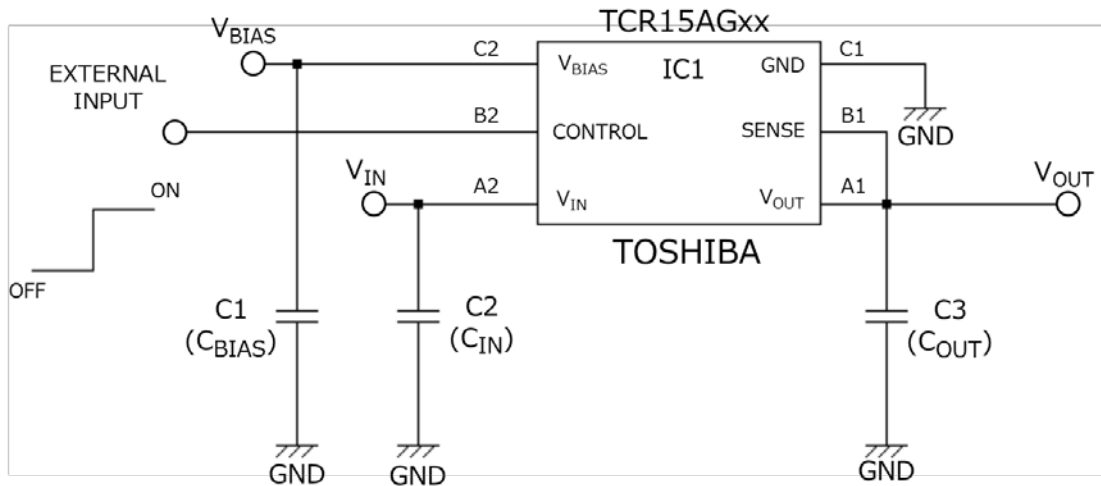 TCR15AGxx
VBIAS
C2
VBIAS
IC1
GND
C1
EXTERNAL
INPUT
B2
CONTROL
SENSE
B1
GND
VIN
A2
VIN
VOUT
A1
VOUT
ON
OFF
TOSHIBA
C1
(CBIAS)
C2
(CIN)
C3
(COUT)
GND
GND
GND